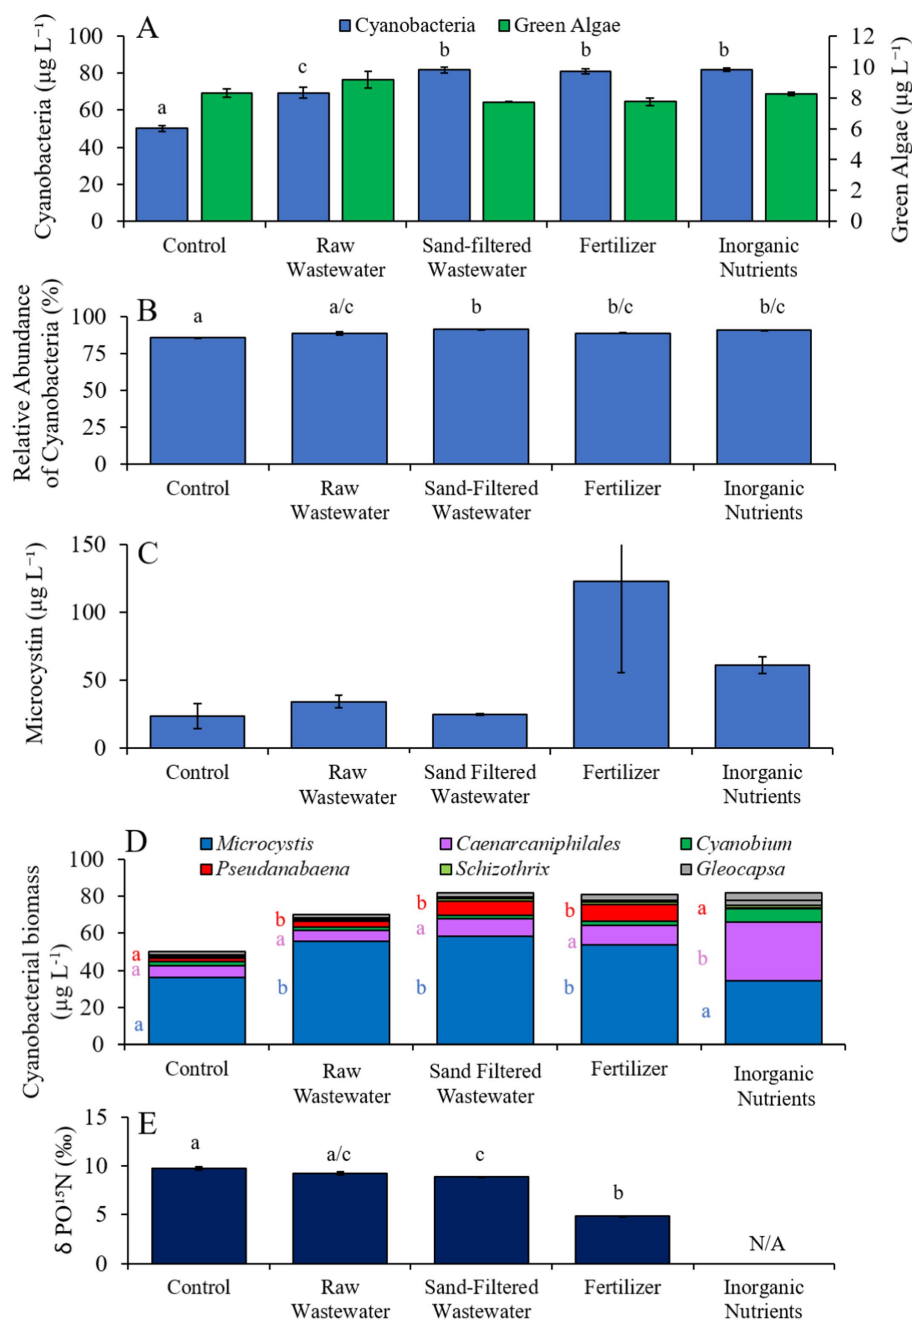 A
Cyanobacteria
Green Algae
Cyanobacteria (µg L⁻¹)
100
80
60
40
20
0
a
c
b
b
b
12
10
8
6
4
2
0
Green Algae (µg L⁻¹)
Control
Raw
Wastewater
Sand-filtered
Wastewater
Fertilizer
Inorganic
Nutrients
B
Relative Abundance
of Cyanobacteria (%)
100
75
50
25
0
a
a/c
b
b/c
b/c
Control
Raw
Wastewater
Sand-Filtered
Wastewater
Fertilizer
Inorganic
Nutrients
C
Microcystin (µg L⁻¹)
150
100
50
0
Control
Raw
Wastewater
Sand Filtered
Wastewater
Fertilizer
Inorganic
Nutrients
D
Microcystis
Caenarcaniphilales
Cyanobium
Pseudanabaena
Schizothrix
Gleocapsa
Cyanobacterial biomass
(µg L⁻¹)
100
80
60
40
20
0
a
a
a
b
a
b
b
a
b
b
a
b
a
b
a
Control
Raw
Wastewater
Sand Filtered
Wastewater
Fertilizer
Inorganic
Nutrients
E
δ PO¹⁵N (‰)
15
10
5
0
a
a/c
c
b
N/A
Control
Raw
Wastewater
Sand-Filtered
Wastewater
Fertilizer
Inorganic
Nutrients